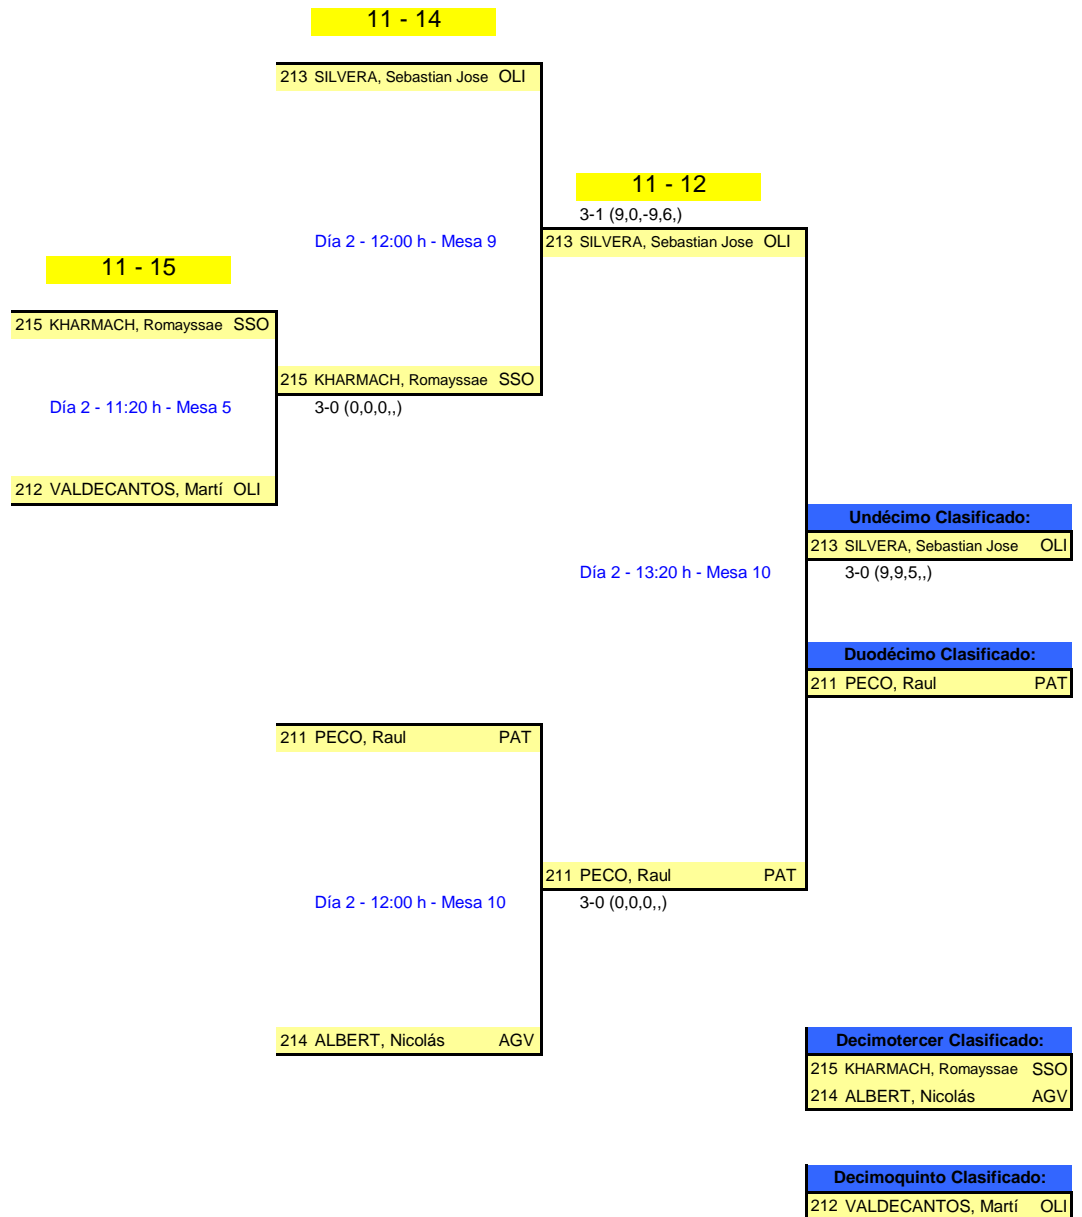 11 - 14
213 SILVERA, Sebastian Jose OLI
11 - 12
3-1 (9,0,-9,6,)
Día 2 - 12:00 h - Mesa 9
213 SILVERA, Sebastian Jose OLI
11 - 15
215 KHARMACH, Romayssae SSO
215 KHARMACH, Romayssae SSO
Día 2 - 11:20 h - Mesa 5
3-0 (0,0,0,,)
212 VALDECANTOS, Martí OLI
Undécimo Clasificado:
213 SILVERA, Sebastian Jose OLI
Día 2 - 13:20 h - Mesa 10
3-0 (9,9,5,,)
Duodécimo Clasificado:
211 PECO, Raul PAT
211 PECO, Raul PAT
211 PECO, Raul PAT
Día 2 - 12:00 h - Mesa 10
3-0 (0,0,0,,)
214 ALBERT, Nicolás AGV
Decimotercer Clasificado:
215 KHARMACH, Romayssae SSO
214 ALBERT, Nicolás AGV
Decimoquinto Clasificado:
212 VALDECANTOS, Martí OLI